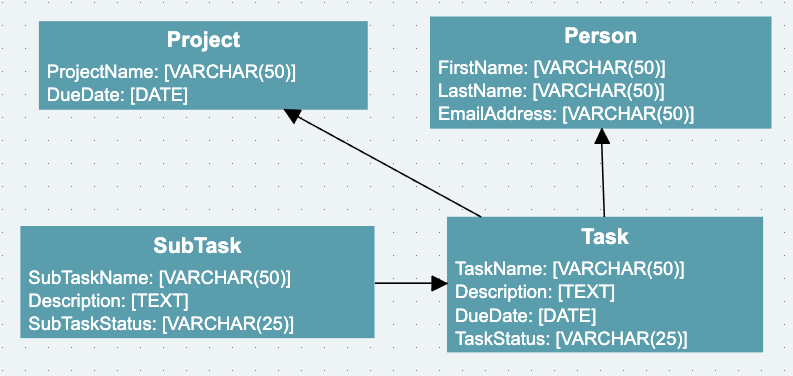 Project
ProjectName: [VARCHAR(50)]
DueDate: [DATE]
Person
FirstName: [VARCHAR(50)]
LastName: [VARCHAR(50)]
EmailAddress: [VARCHAR(50)]
SubTask
SubTaskName: [VARCHAR(50)]
Description: [TEXT]
SubTaskStatus: [VARCHAR(25)]
Task
TaskName: [VARCHAR(50)]
Description: [TEXT]
DueDate: [DATE]
TaskStatus: [VARCHAR(25)]